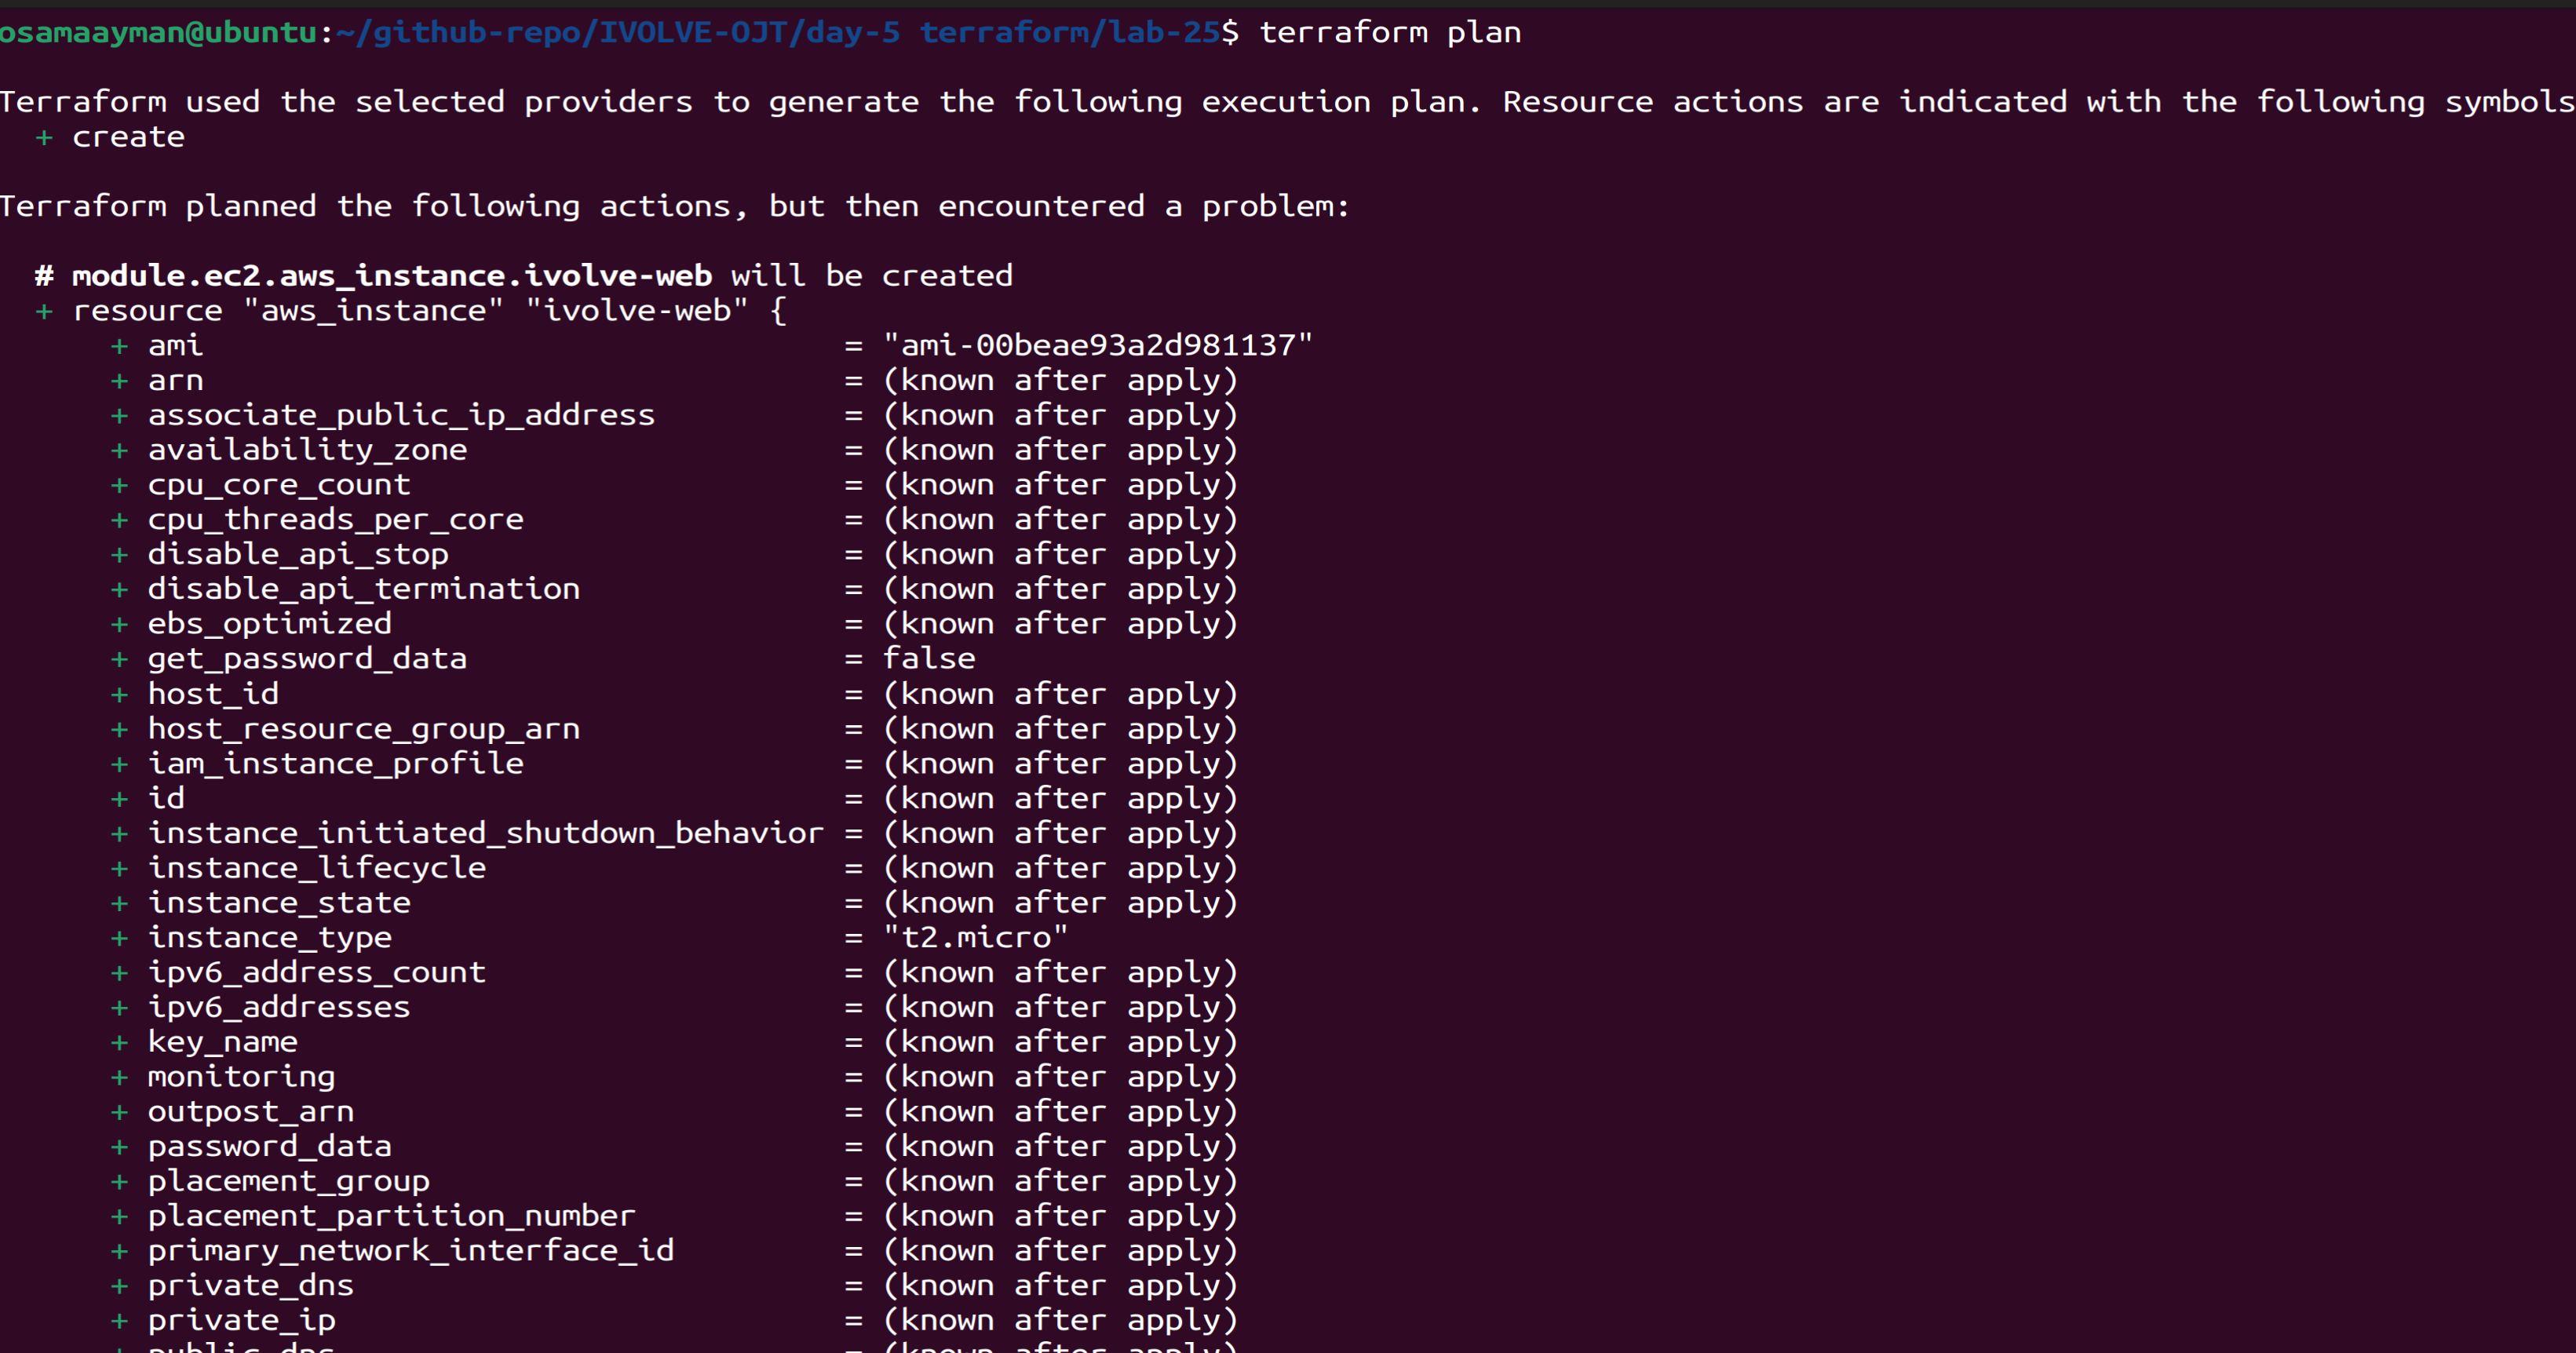 osamaayman@ubuntu:~/github-repo/IVOLVE-OJT/day-5 terraform/lab-25$ terraform plan
Terraform used the selected providers to generate the following execution plan. Resource actions are indicated with the following symbols
+ create
Terraform planned the following actions, but then encountered a problem:
# module.ec2.aws_instance.ivolve-web will be created
+ resource "aws_instance" "ivolve-web" {
+ ami = "ami-00beae93a2d981137"
+ arn = (known after apply)
+ associate_public_ip_address = (known after apply)
+ availability_zone = (known after apply)
+ cpu_core_count = (known after apply)
+ cpu_threads_per_core = (known after apply)
+ disable_api_stop = (known after apply)
+ disable_api_termination = (known after apply)
+ ebs_optimized = (known after apply)
+ get_password_data = false
+ host_id = (known after apply)
+ host_resource_group_arn = (known after apply)
+ iam_instance_profile = (known after apply)
+ id = (known after apply)
+ instance_initiated_shutdown_behavior = (known after apply)
+ instance_lifecycle = (known after apply)
+ instance_state = (known after apply)
+ instance_type = "t2.micro"
+ ipv6_address_count = (known after apply)
+ ipv6_addresses = (known after apply)
+ key_name = (known after apply)
+ monitoring = (known after apply)
+ outpost_arn = (known after apply)
+ password_data = (known after apply)
+ placement_group = (known after apply)
+ placement_partition_number = (known after apply)
+ primary_network_interface_id = (known after apply)
+ private_dns = (known after apply)
+ private_ip = (known after apply)
+ public_dns = (known after apply)